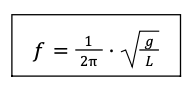 f = 1/2π · √(g/L)